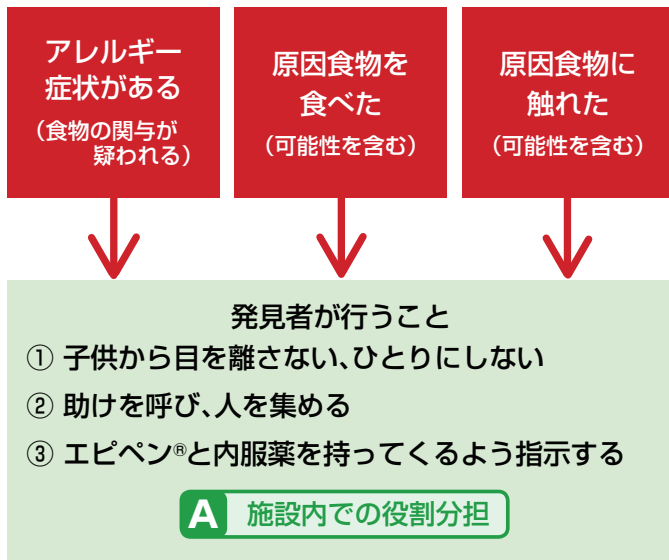 アレルギー
症状がある
(食物の関与が
疑われる)
原因食物を
食べた
(可能性を含む)
原因食物に
触れた
(可能性を含む)
発見者が行うこと
① 子供から目を離さない、ひとりにしない
② 助けを呼び、人を集める
③ エピペン®と内服薬を持ってくるよう指示する
A 施設内での役割分担